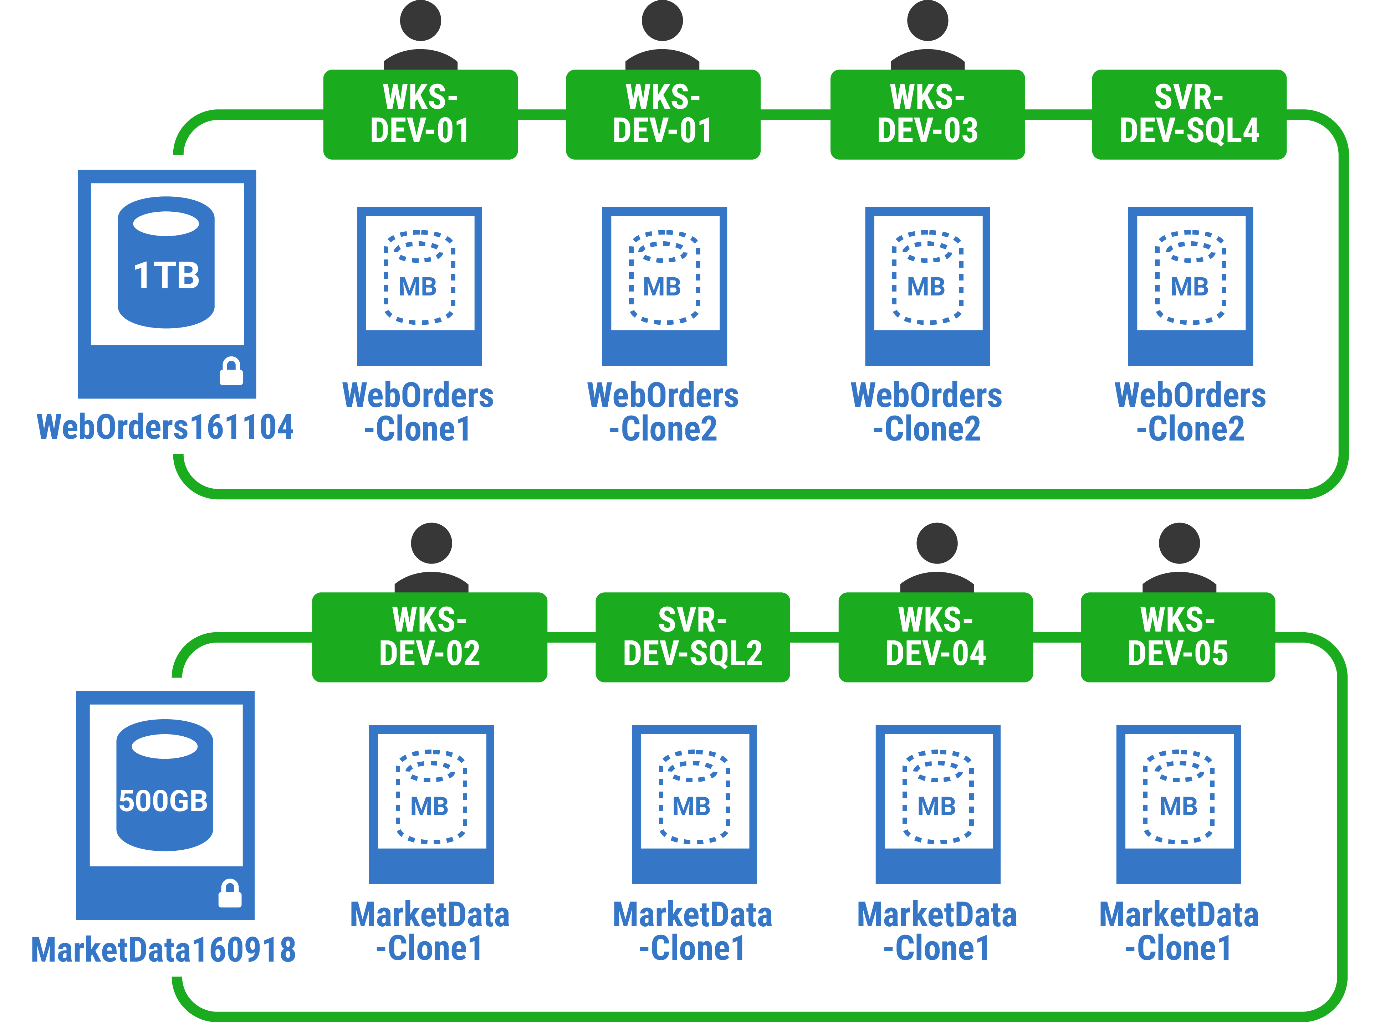 WKS-
DEV-01
WKS-
DEV-01
WKS-
DEV-03
SVR-
DEV-SQL4
1TB
MB
MB
MB
MB
WebOrders161104
WebOrders
-Clone1
WebOrders
-Clone2
WebOrders
-Clone2
WebOrders
-Clone2
WKS-
DEV-02
SVR-
DEV-SQL2
WKS-
DEV-04
WKS-
DEV-05
500GB
MB
MB
MB
MB
MarketData160918
MarketData
-Clone1
MarketData
-Clone1
MarketData
-Clone1
MarketData
-Clone1